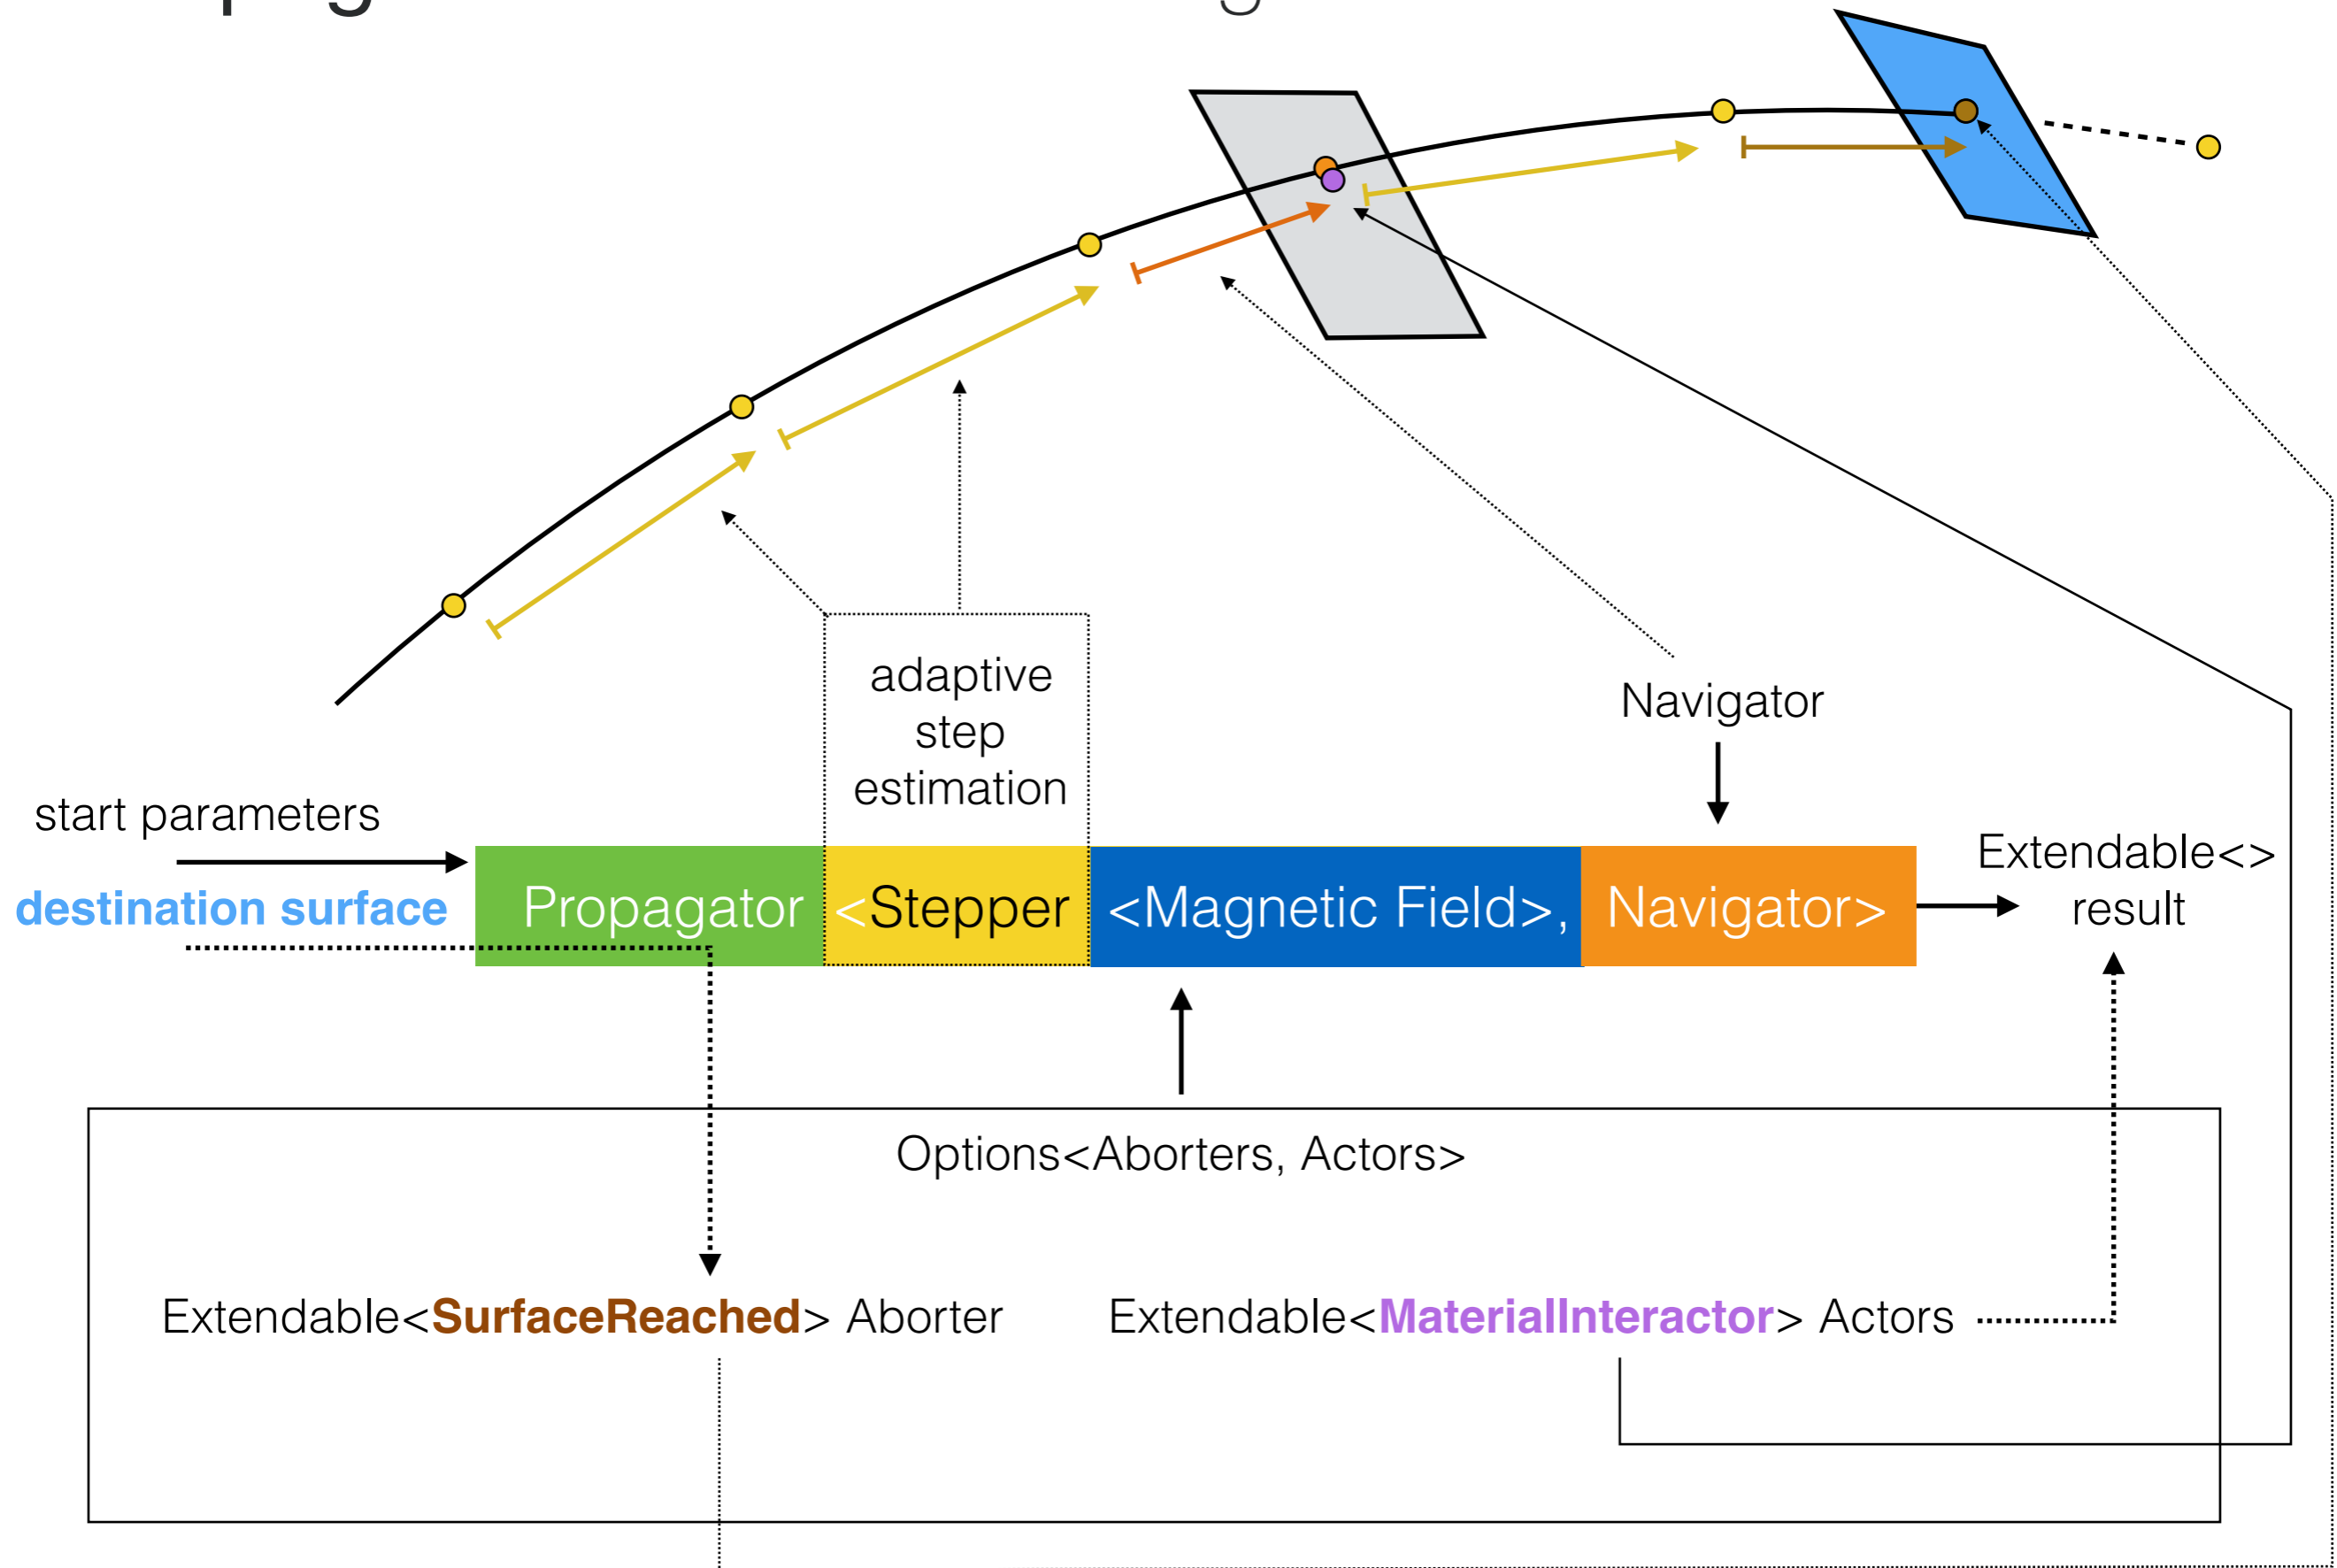 adaptive
step
estimation
Navigator
start parameters
destination surface
Propagator <Stepper <Magnetic Field>, Navigator>
Extendable<>
result
Options<Aborters, Actors>
Extendable<SurfaceReached> Aborter
Extendable<MaterialInteractor> Actors